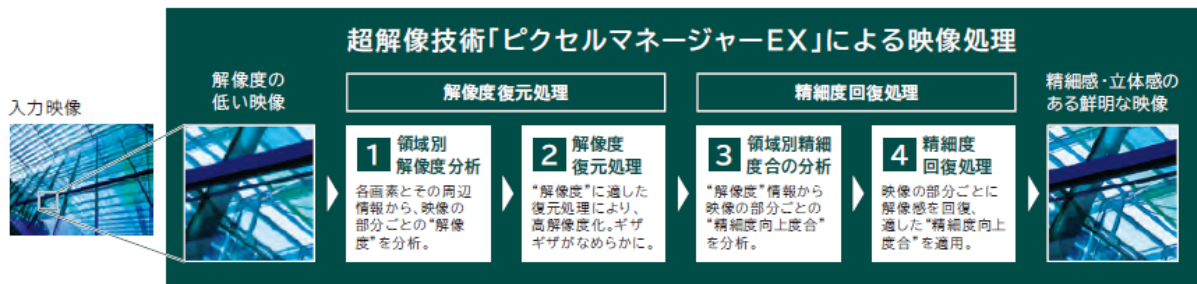 超解像技術「ピクセルマネージャーEX」による映像処理
入力映像
解像度の
低い映像
解像度復元処理
1 領域別
解像度分析
各画素とその周辺
情報から、映像の
部分ごとの“解像
度”を分析。
2 解像度
復元処理
“解像度”に適した
復元処理により、
高解像度化。ギザ
ギザがなめらかに。
精細度回復処理
3 領域別精細
度合の分析
“解像度”情報から
映像の部分ごとの
“精細度向上度合”
を分析。
4 精細度
回復処理
映像の部分ごとに
解像感を回復、
適した“精細度向上
度合”を適用。
精細感・立体感の
ある鮮明な映像